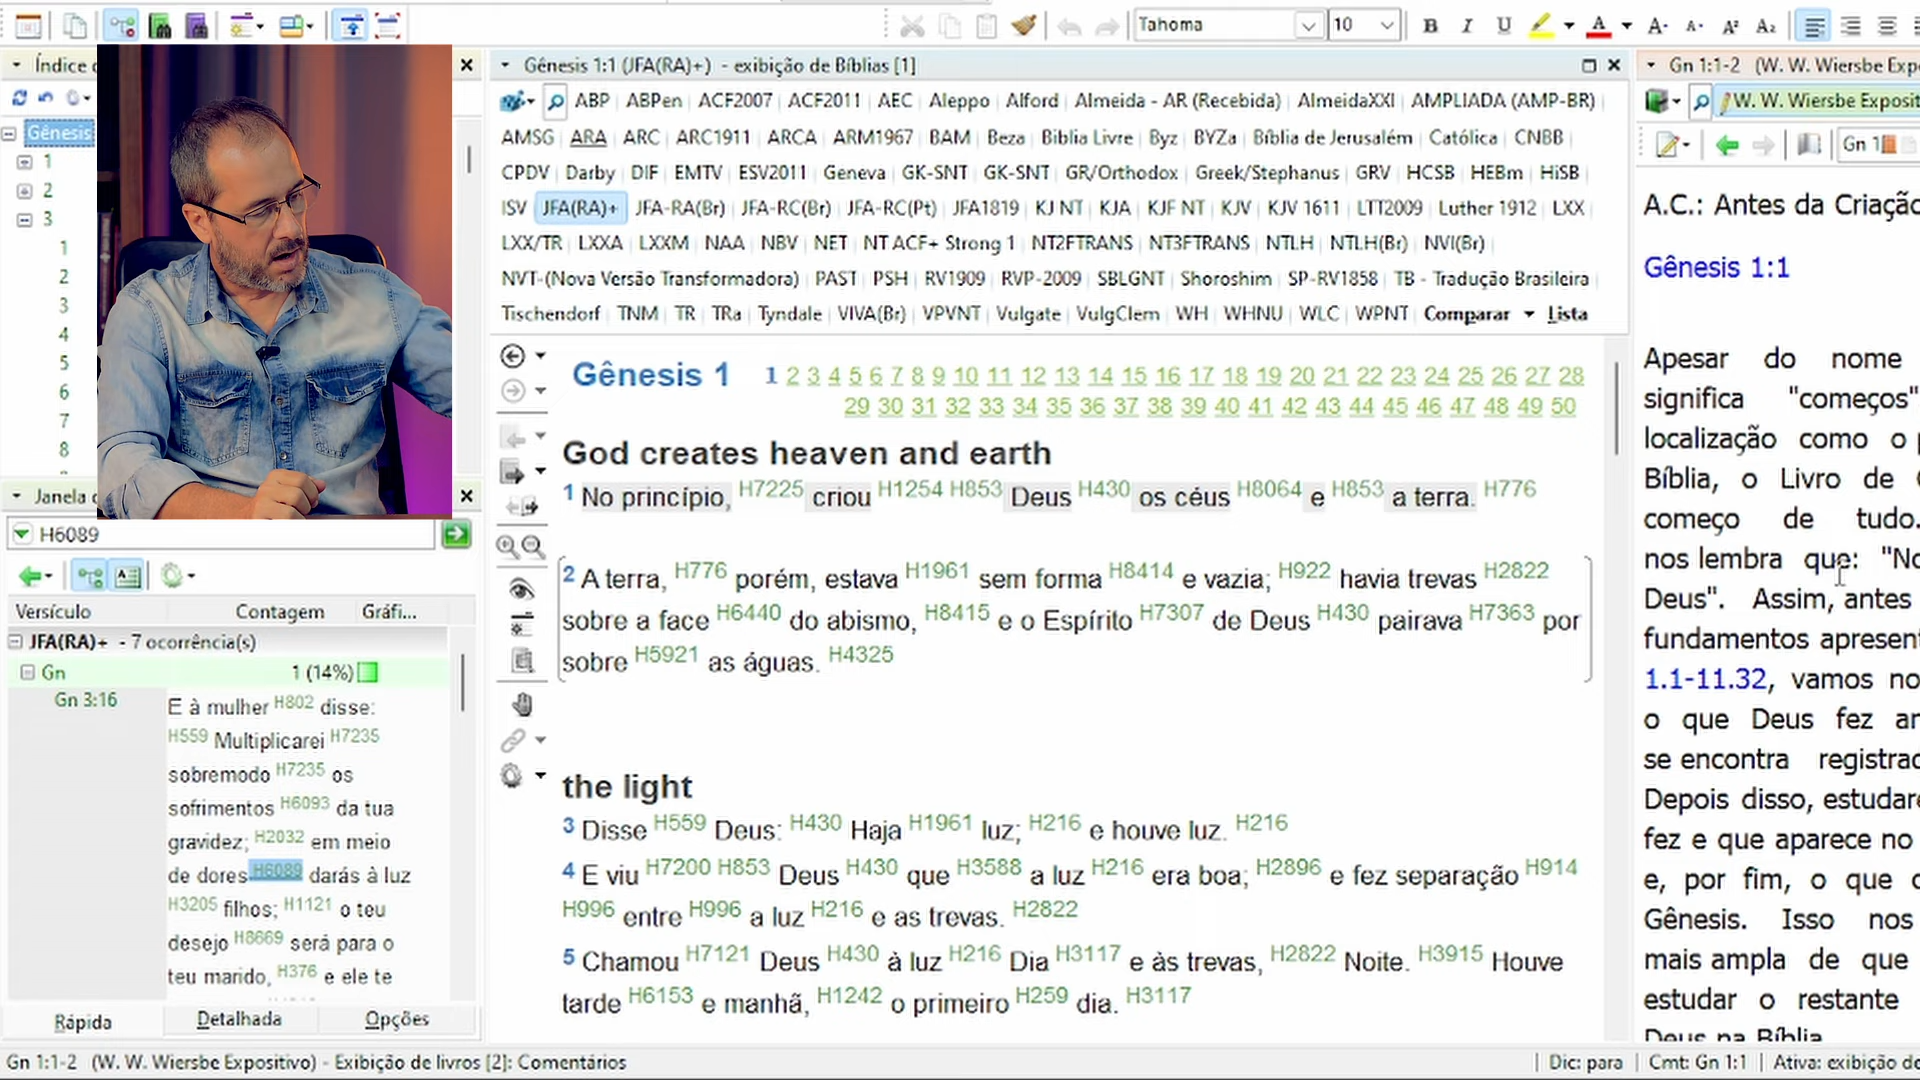 Tahoma
10
Índice
Gênesis
1
2
3
1
2
3
4
5
6
7
8
Janela
H6089
Versículo Contagem Gráfi...
JFA(RA)+ - 7 ocorrência(s)
Gn 1 (14%)
Gn 3:16
E à mulher H802 disse:
H559 Multiplicarei H7235
sobremodo H7235 os
sofrimentos H6093 da tua
gravidez; H2032 em meio
de dores H6089 darás à luz
H3205 filhos; H1121 o teu
desejo H8669 será para o
teu marido, H376 e ele te
Rápida Detalhada Opções
Gênesis 1:1 (JFA(RA)+) - exibição de Bíblias [1]
ABP ABPen ACF2007 ACF2011 AEC Aleppo Alford Almeida - AR (Recebida) AlmeidaXXI AMPLIADA (AMP-BR)
AMSG ARA ARC ARC1911 ARCA ARM1967 BAM Beza Biblia Livre Byz BYZa Bíblia de Jerusalém Católica CNBB
CPDV Darby DIF EMTV ESV2011 Geneva GK-SNT GK-SNT GR/Orthodox Greek/Stephanus GRV HCSB HEBm HiSB
ISV JFA(RA)+ JFA-RA(Br) JFA-RC(Br) JFA-RC(Pt) JFA1819 KJ NT KJA KJF NT KJV KJV 1611 LTT2009 Luther 1912 LXX
LXX/TR LXXA LXXM NAA NBV NET NT ACF+ Strong 1 NT2FTRANS NT3FTRANS NTLH NTLH(Br) NVI(Br)
NVT-(Nova Versão Transformadora) PAST PSH RV1909 RVP-2009 SBLGNT Shoroshim SP-RV1858 TB - Tradução Brasileira
Tischendorf TNM TR TRa Tyndale VIVA(Br) VPVNT Vulgate VulgClem WH WHNU WLC WPNT Comparar Lista
Gênesis 1 1 2 3 4 5 6 7 8 9 10 11 12 13 14 15 16 17 18 19 20 21 22 23 24 25 26 27 28
29 30 31 32 33 34 35 36 37 38 39 40 41 42 43 44 45 46 47 48 49 50
God creates heaven and earth
1 No princípio, H7225 criou H1254 H853 Deus H430 os céus H8064 e H853 a terra. H776
2 A terra, H776 porém, estava H1961 sem forma H8414 e vazia; H922 havia trevas H2822
sobre a face H6440 do abismo, H8415 e o Espírito H7307 de Deus H430 pairava H7363 por
sobre H5921 as águas. H4325
the light
3 Disse H559 Deus: H430 Haja H1961 luz; H216 e houve luz. H216
4 E viu H7200 H853 Deus H430 que H3588 a luz H216 era boa; H2896 e fez separação H914
H996 entre H996 a luz H216 e as trevas. H2822
5 Chamou H7121 Deus H430 à luz H216 Dia H3117 e às trevas, H2822 Noite. H3915 Houve
tarde H6153 e manhã, H1242 o primeiro H259 dia. H3117
Gn 1:1-2 (W. W. Wiersbe Expo
W. W. Wiersbe Exposit
Gn 1
A.C.: Antes da Criação
Gênesis 1:1
Apesar do nome
significa "começos"
localização como o
Bíblia, o Livro de
começo de tudo.
nos lembra que: "No
Deus". Assim, antes
fundamentos apresen
1.1-11.32, vamos no
o que Deus fez an
se encontra registrad
Depois disso, estudare
fez e que aparece no
e, por fim, o que
Gênesis. Isso nos
mais ampla de que
estudar o restante
Deus na Bíblia
Gn 1:1-2 (W. W. Wiersbe Expositivo) - Exibição de livros [2]: Comentários
Dic: para Cmt: Gn 1:1 Ativa: exibição de